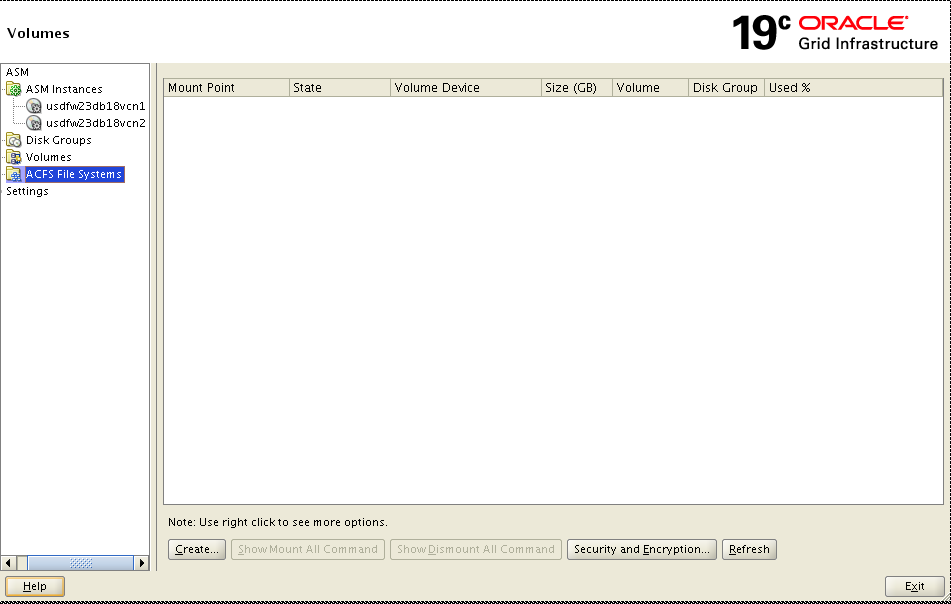 Volumes
19c ORACLE
Grid Infrastructure
ASM
ASM Instances
usdfw23db18vcn1
usdfw23db18vcn2
Disk Groups
Volumes
ACFS File Systems
Settings
Mount Point State Volume Device Size (GB) Volume Disk Group Used %
Note: Use right click to see more options.
Create... Show Mount All Command Show Dismount All Command Security and Encryption... Refresh
Help Exit